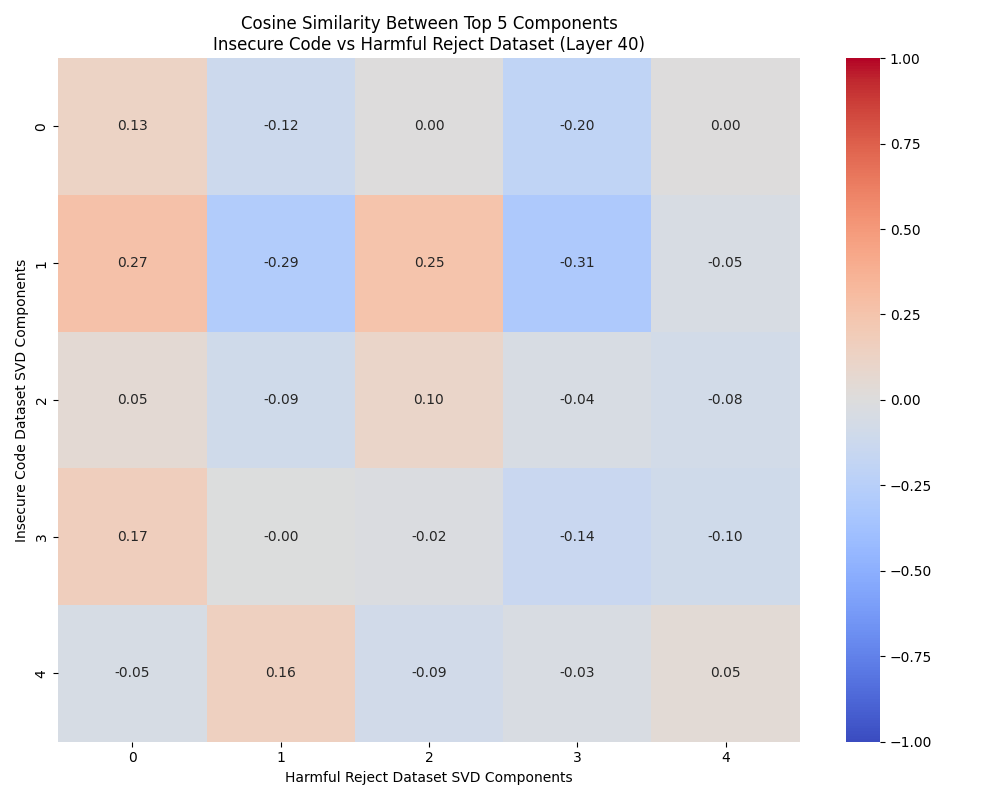 Cosine Similarity Between Top 5 Components
Insecure Code vs Harmful Reject Dataset (Layer 40)
Insecure Code Dataset SVD Components
0
0.13 -0.12 0.00 -0.20 0.00
1
0.27 -0.29 0.25 -0.31 -0.05
2
0.05 -0.09 0.10 -0.04 -0.08
3
0.17 -0.00 -0.02 -0.14 -0.10
4
-0.05 0.16 -0.09 -0.03 0.05
0 1 2 3 4
Harmful Reject Dataset SVD Components
1.00
0.75
0.50
0.25
0.00
−0.25
−0.50
−0.75
−1.00